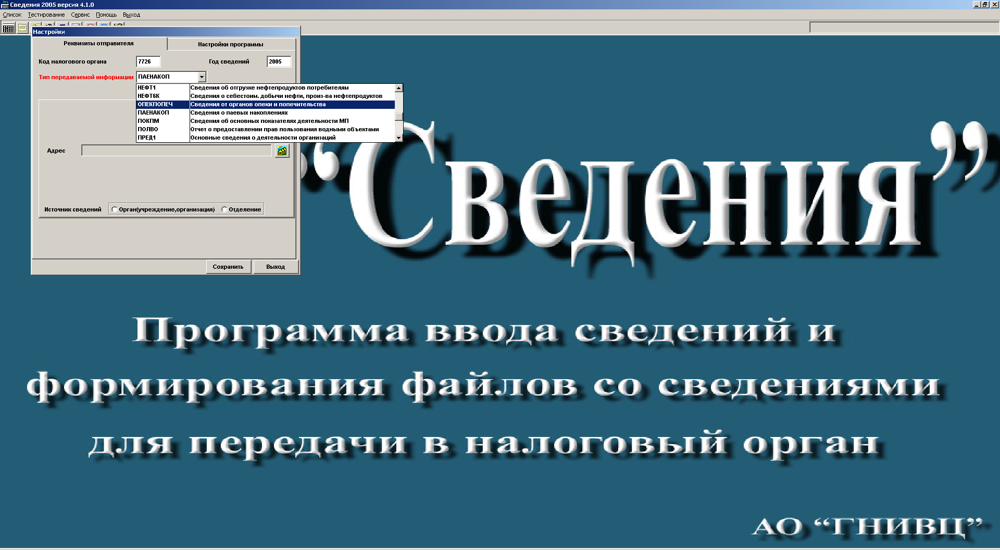 Сведения 2005 версия 4.1.0
Список Тестирование Сервис Помощь Выход
Настройки
Реквизиты отправителя Настройки программы
Код налогового органа 7726 Год сведений 2005
Тип передаваемой информации ПАЕНАКОП
НЕФТ1 Сведения об отгрузке нефтепродуктов потребителям
НЕФТ6К Сведения о себестоим. добычи нефти, произ-ва нефтепродуктов
ОПЕКПОПЕЧ Сведения от органов опеки и попечительства
ПАЕНАКОП Сведения о паевых накоплениях
ПОКПМ Сведения об основных показателях деятельности МП
ПОЛВО Отчет о предоставлении прав пользования водными объектами
ПРЕД1 Основные сведения о деятельности организаций
Адрес
Источник сведений Орган(учреждение,организация) Отделение
Сохранить Выход
“Сведения”
Программа ввода сведений и
формирования файлов со сведениями
для передачи в налоговый орган
АО “ГНИВЦ”